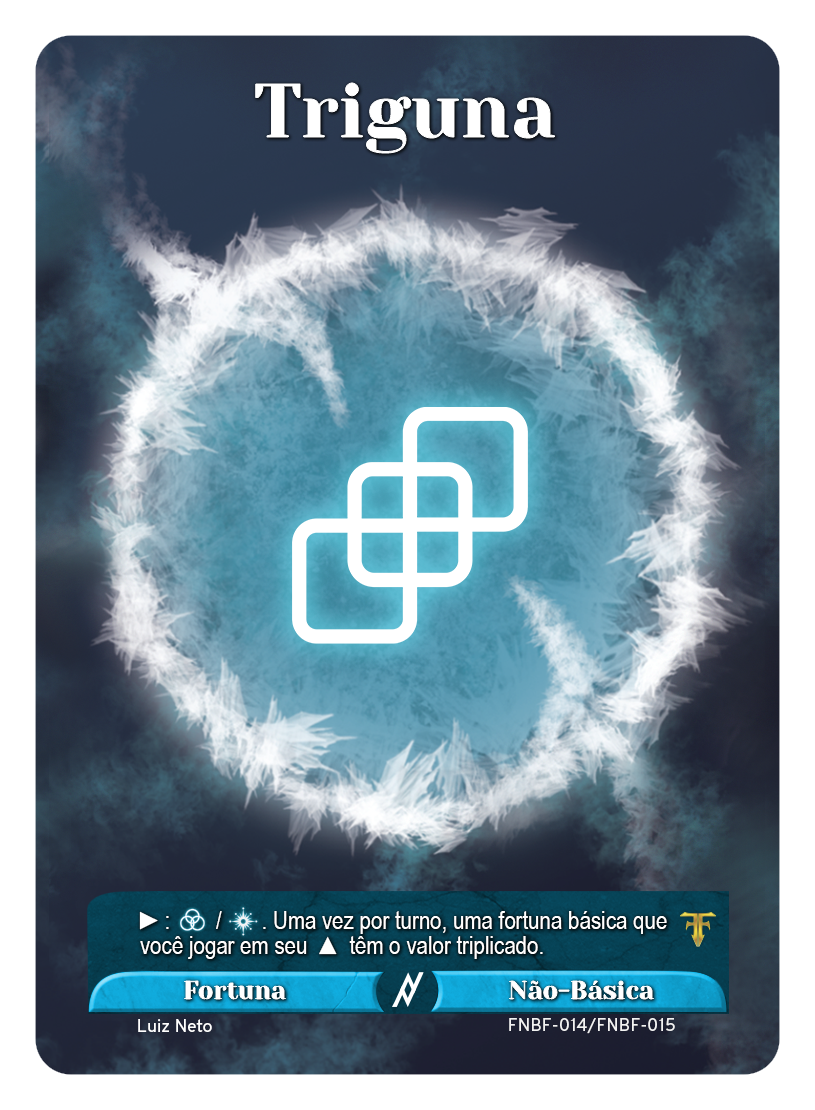 Triguna
▶ : / . Uma vez por turno, uma fortuna básica que
você jogar em seu ▲ têm o valor triplicado.
Fortuna Não-Básica
Luiz Neto FNBF-014/FNBF-015